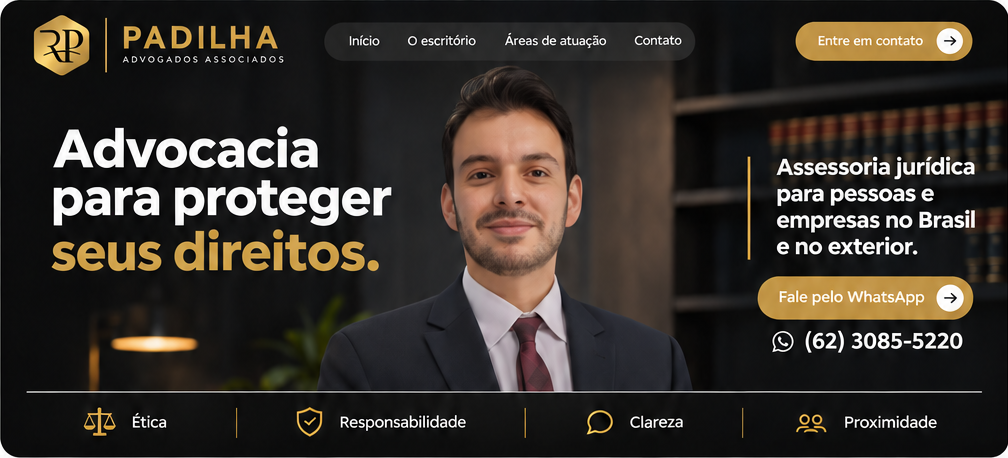 RP
PADILHA
ADVOGADOS ASSOCIADOS
Início
O escritório
Áreas de atuação
Contato
Entre em contato
Advocacia
para proteger
seus direitos.
Assessoria jurídica
para pessoas e
empresas no Brasil
e no exterior.
Fale pelo WhatsApp
(62) 3085-5220
Ética
Responsabilidade
Clareza
Proximidade